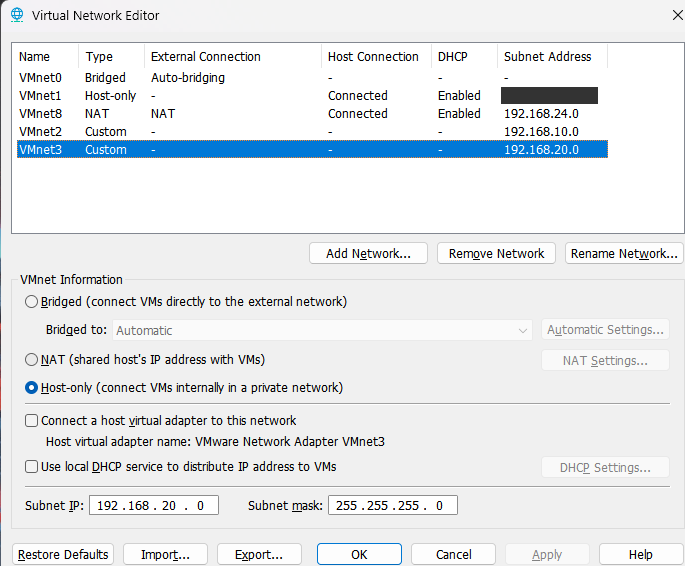 Virtual Network Editor
Name Type External Connection Host Connection DHCP Subnet Address
VMnet0 Bridged Auto-bridging - - -
VMnet1 Host-only - Connected Enabled
VMnet8 NAT NAT Connected Enabled 192.168.24.0
VMnet2 Custom - - - 192.168.10.0
VMnet3 Custom - - - 192.168.20.0
Add Network... Remove Network Rename Network...
VMnet Information
Bridged (connect VMs directly to the external network)
Bridged to: Automatic Automatic Settings...
NAT (shared host's IP address with VMs) NAT Settings...
Host-only (connect VMs internally in a private network)
Connect a host virtual adapter to this network
Host virtual adapter name: VMware Network Adapter VMnet3
Use local DHCP service to distribute IP address to VMs DHCP Settings...
Subnet IP: 192 . 168 . 20 . 0 Subnet mask: 255 . 255 . 255 . 0
Restore Defaults Import... Export... OK Cancel Apply Help